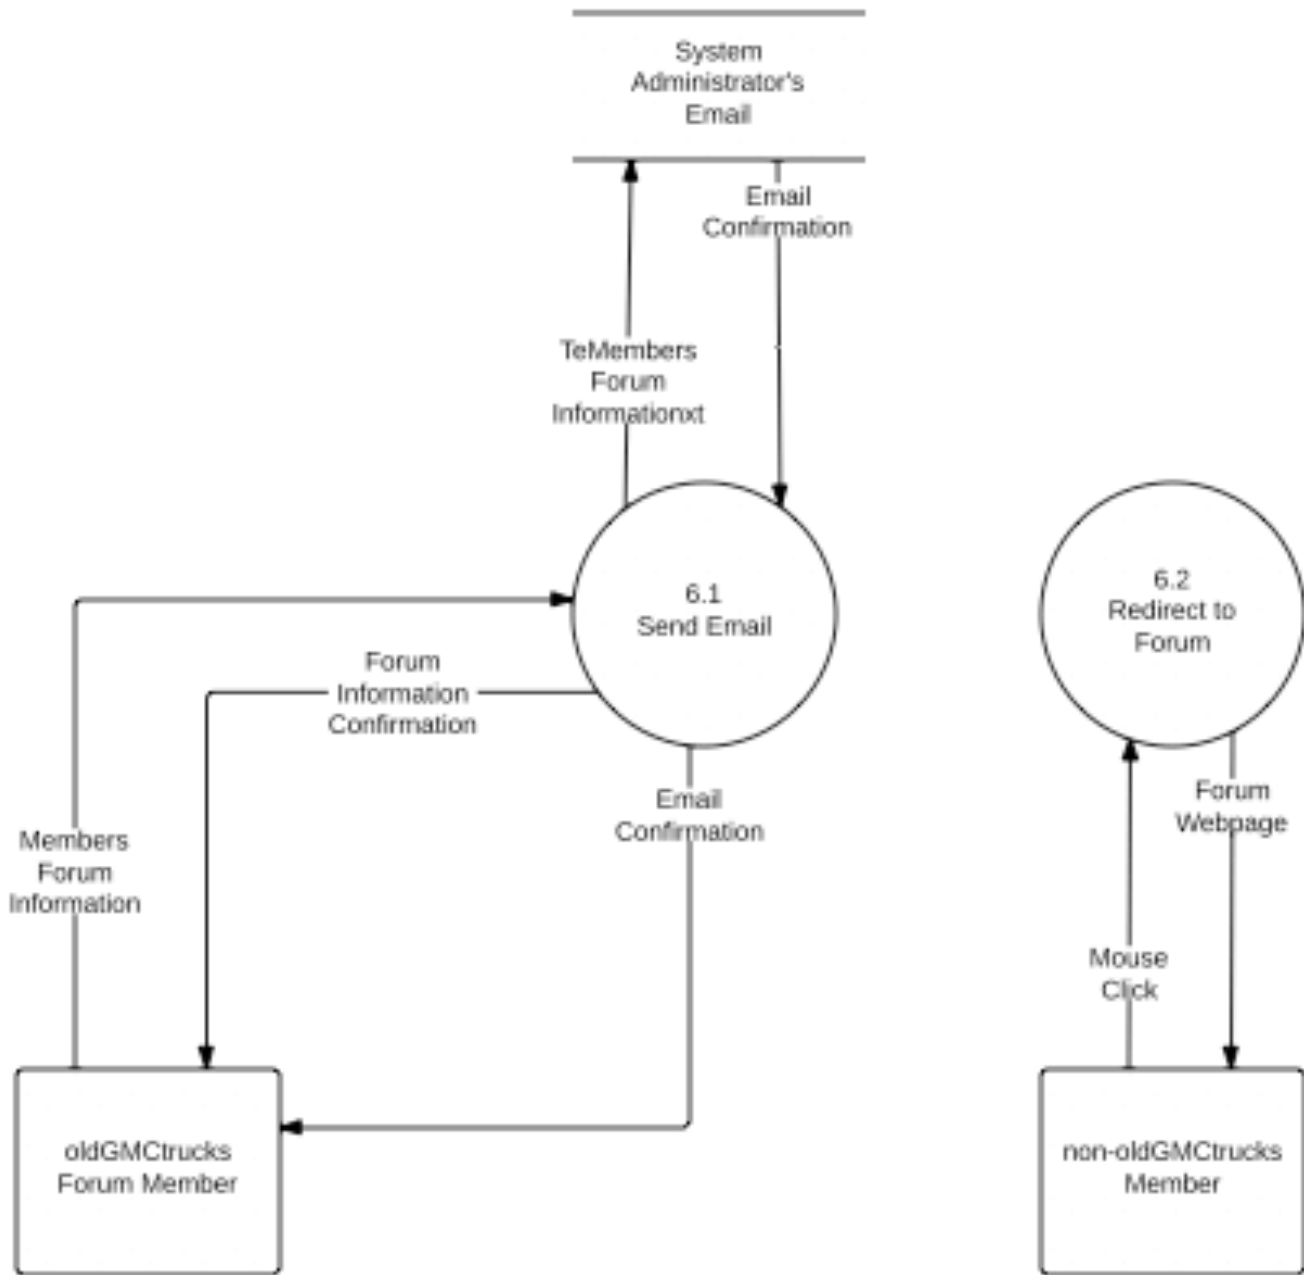 System
Administrator's
Email
Email
Confirmation
TeMembers
Forum
Informationxt
6.1
Send Email
6.2
Redirect to
Forum
Forum
Information
Confirmation
Email
Confirmation
Forum
Webpage
Members
Forum
Information
Mouse
Click
oldGMCtrucks
Forum Member
non-oldGMCtrucks
Member